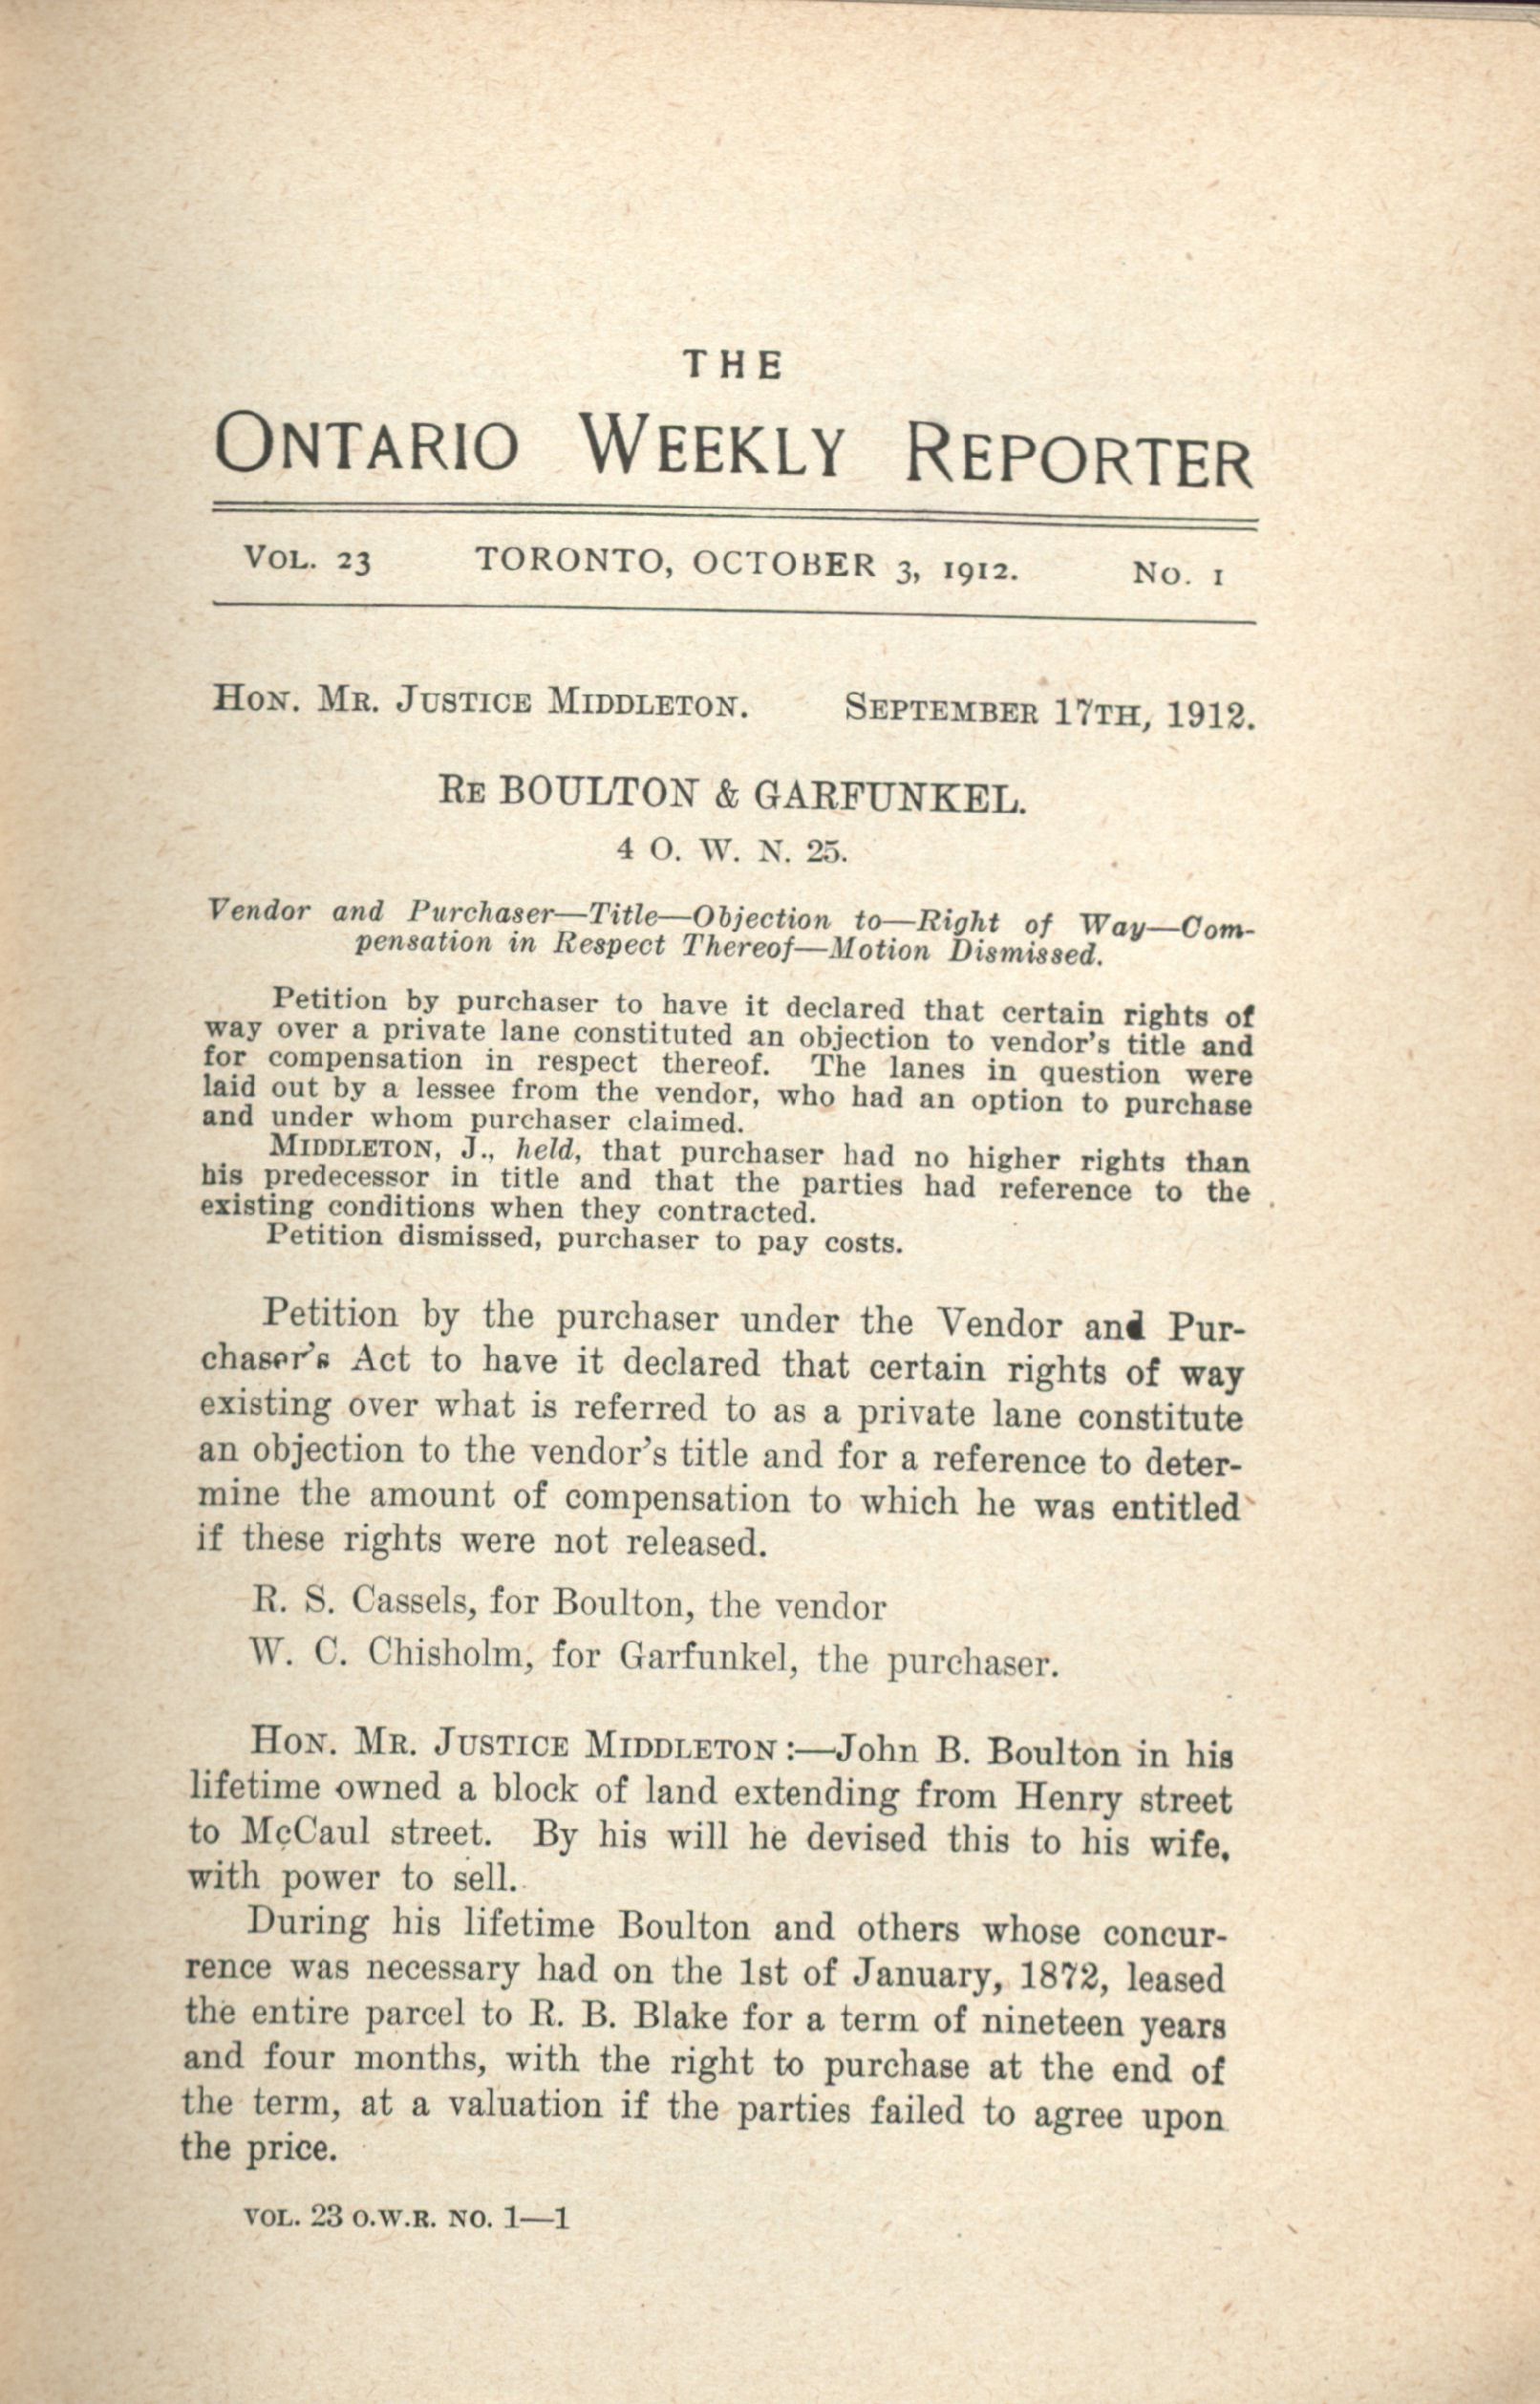 THE
ONTARIO WEEKLY REPORTER
VOL. 23 TORONTO, OCTOBER 3, 1912. No. 1
HON. MR. JUSTICE MIDDLETON. SEPTEMBER 17TH, 1912.
RE BOULTON & GARFUNKEL.
4 O. W. N. 25.
Vendor and Purchaser—Title—Objection to—Right of Way—Com-
pensation in Respect Thereof—Motion Dismissed.
Petition by purchaser to have it declared that certain rights of
way over a private lane constituted an objection to vendor's title and
for compensation in respect thereof. The lanes in question were
laid out by a lessee from the vendor, who had an option to purchase
and under whom purchaser claimed.
MIDDLETON, J., held, that purchaser had no higher rights than
his predecessor in title and that the parties had reference to the
existing conditions when they contracted.
Petition dismissed, purchaser to pay costs.
Petition by the purchaser under the Vendor and Pur-
chaser's Act to have it declared that certain rights of way
existing over what is referred to as a private lane constitute
an objection to the vendor's title and for a reference to deter-
mine the amount of compensation to which he was entitled
if these rights were not released.
R. S. Cassels, for Boulton, the vendor
W. C. Chisholm, for Garfunkel, the purchaser.
HON. MR. JUSTICE MIDDLETON:—John B. Boulton in his
lifetime owned a block of land extending from Henry street
to McCaul street. By his will he devised this to his wife,
with power to sell.
During his lifetime Boulton and others whose concur-
rence was necessary had on the 1st of January, 1872, leased
the entire parcel to R. B. Blake for a term of nineteen years
and four months, with the right to purchase at the end of
the term, at a valuation if the parties failed to agree upon
the price.
VOL. 23 O.W.R. NO. 1—1